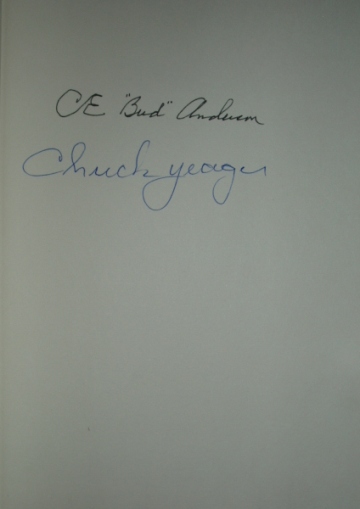 CE "Bud" Anderson
Chuck Yeager